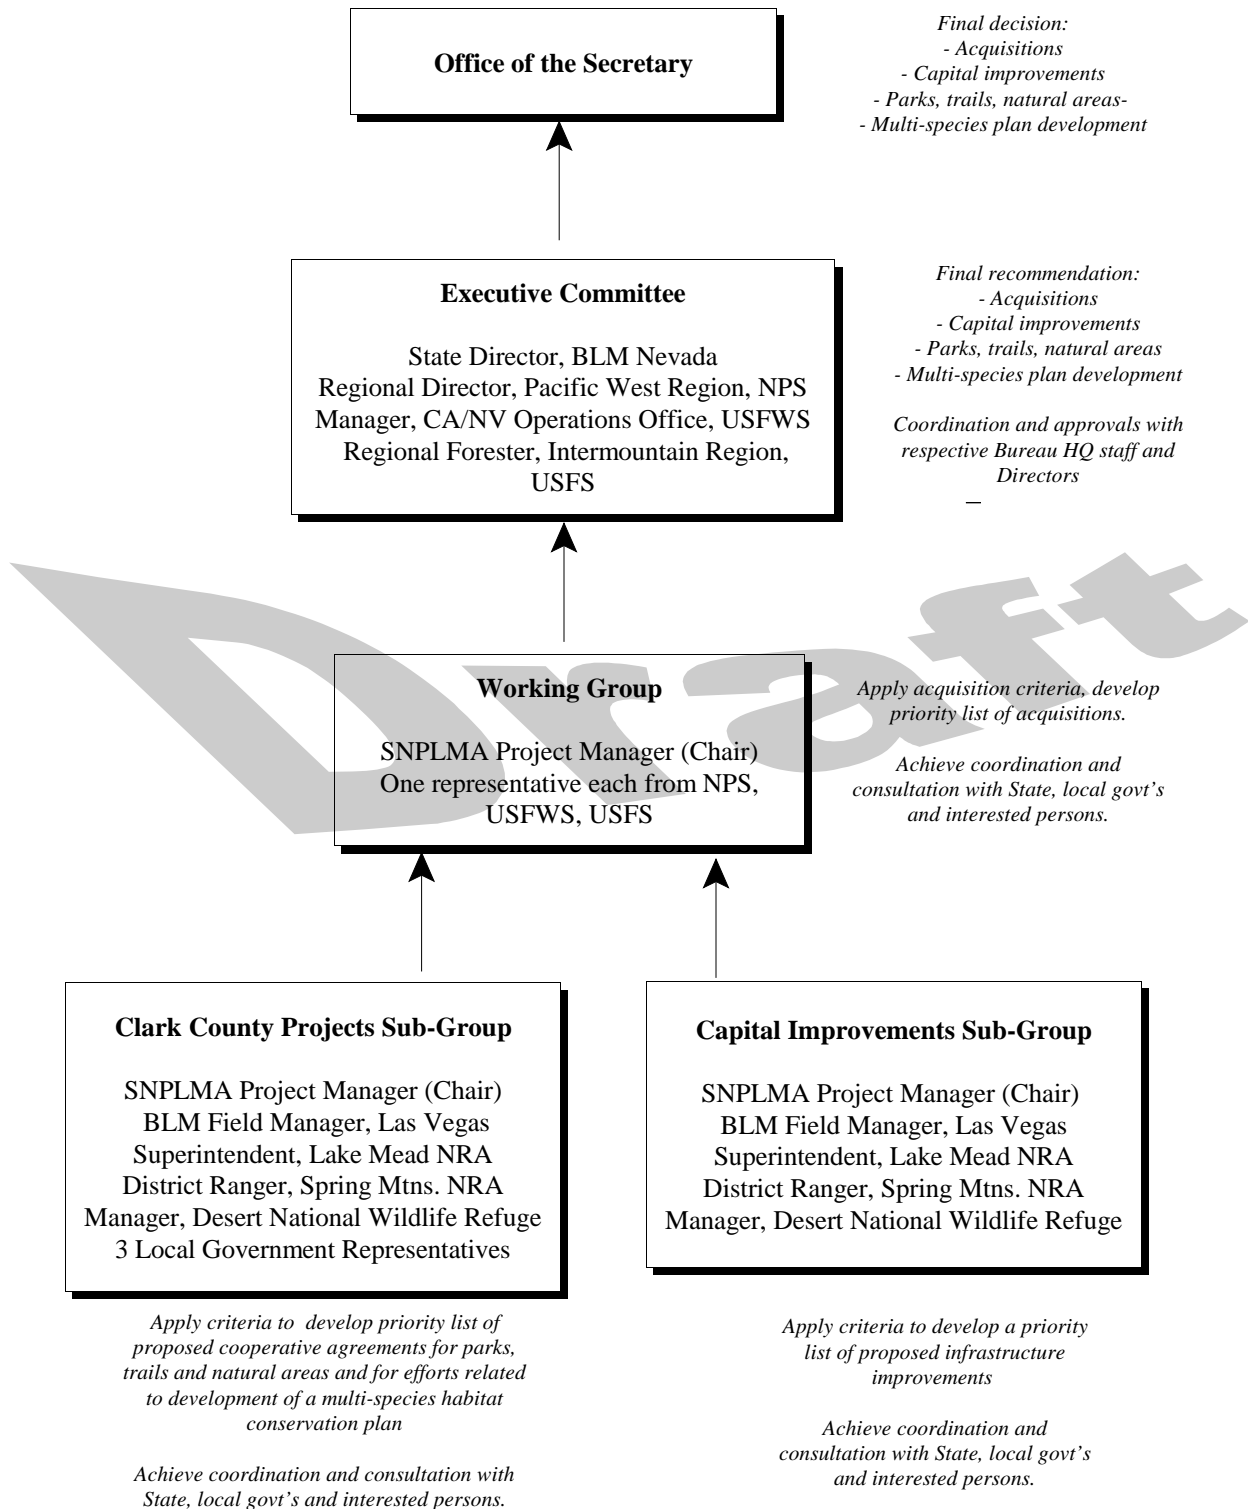 Office of the Secretary
Final decision:
- Acquisitions
- Capital improvements
- Parks, trails, natural areas-
- Multi-species plan development
Executive Committee
State Director, BLM Nevada
Regional Director, Pacific West Region, NPS
Manager, CA/NV Operations Office, USFWS
Regional Forester, Intermountain Region,
USFS
Final recommendation:
- Acquisitions
- Capital improvements
- Parks, trails, natural areas
- Multi-species plan development
Coordination and approvals with
respective Bureau HQ staff and
Directors
Draft
Working Group
SNPLMA Project Manager (Chair)
One representative each from NPS,
USFWS, USFS
Apply acquisition criteria, develop
priority list of acquisitions.
Achieve coordination and
consultation with State, local govt's
and interested persons.
Clark County Projects Sub-Group
SNPLMA Project Manager (Chair)
BLM Field Manager, Las Vegas
Superintendent, Lake Mead NRA
District Ranger, Spring Mtns. NRA
Manager, Desert National Wildlife Refuge
3 Local Government Representatives
Apply criteria to develop priority list of
proposed cooperative agreements for parks,
trails and natural areas and for efforts related
to development of a multi-species habitat
conservation plan
Achieve coordination and consultation with
State, local govt's and interested persons.
Capital Improvements Sub-Group
SNPLMA Project Manager (Chair)
BLM Field Manager, Las Vegas
Superintendent, Lake Mead NRA
District Ranger, Spring Mtns. NRA
Manager, Desert National Wildlife Refuge
Apply criteria to develop a priority
list of proposed infrastructure
improvements
Achieve coordination and
consultation with State, local govt's
and interested persons.